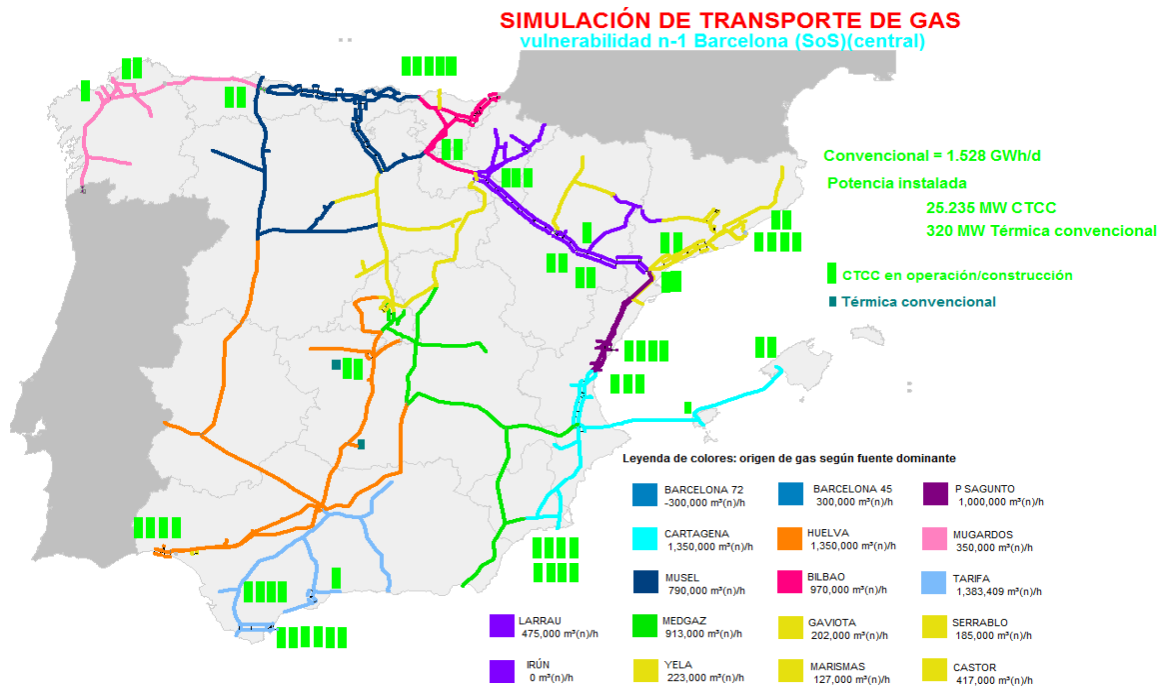 SIMULACIÓN DE TRANSPORTE DE GAS
vulnerabilidad n-1 Barcelona (SoS)(central)
Convencional = 1.528 GWh/d
Potencia instalada
25.235 MW CTCC
320 MW Térmica convencional
CTCC en operación/construcción
Térmica convencional
Leyenda de colores: origen de gas según fuente dominante
BARCELONA 72
-300,000 m³(n)/h
BARCELONA 45
300,000 m³(n)/h
P SAGUNTO
1,000,000 m³(n)/h
CARTAGENA
1,350,000 m³(n)/h
HUELVA
1,350,000 m³(n)/h
MUGARDOS
350,000 m³(n)/h
MUSEL
790,000 m³(n)/h
BILBAO
970,000 m³(n)/h
TARIFA
1,383,409 m³(n)/h
LARRAU
475,000 m³(n)/h
MEDGAZ
913,000 m³(n)/h
GAVIOTA
202,000 m³(n)/h
SERRABLO
185,000 m³(n)/h
IRÚN
0 m³(n)/h
YELA
223,000 m³(n)/h
MARISMAS
127,000 m³(n)/h
CASTOR
417,000 m³(n)/h